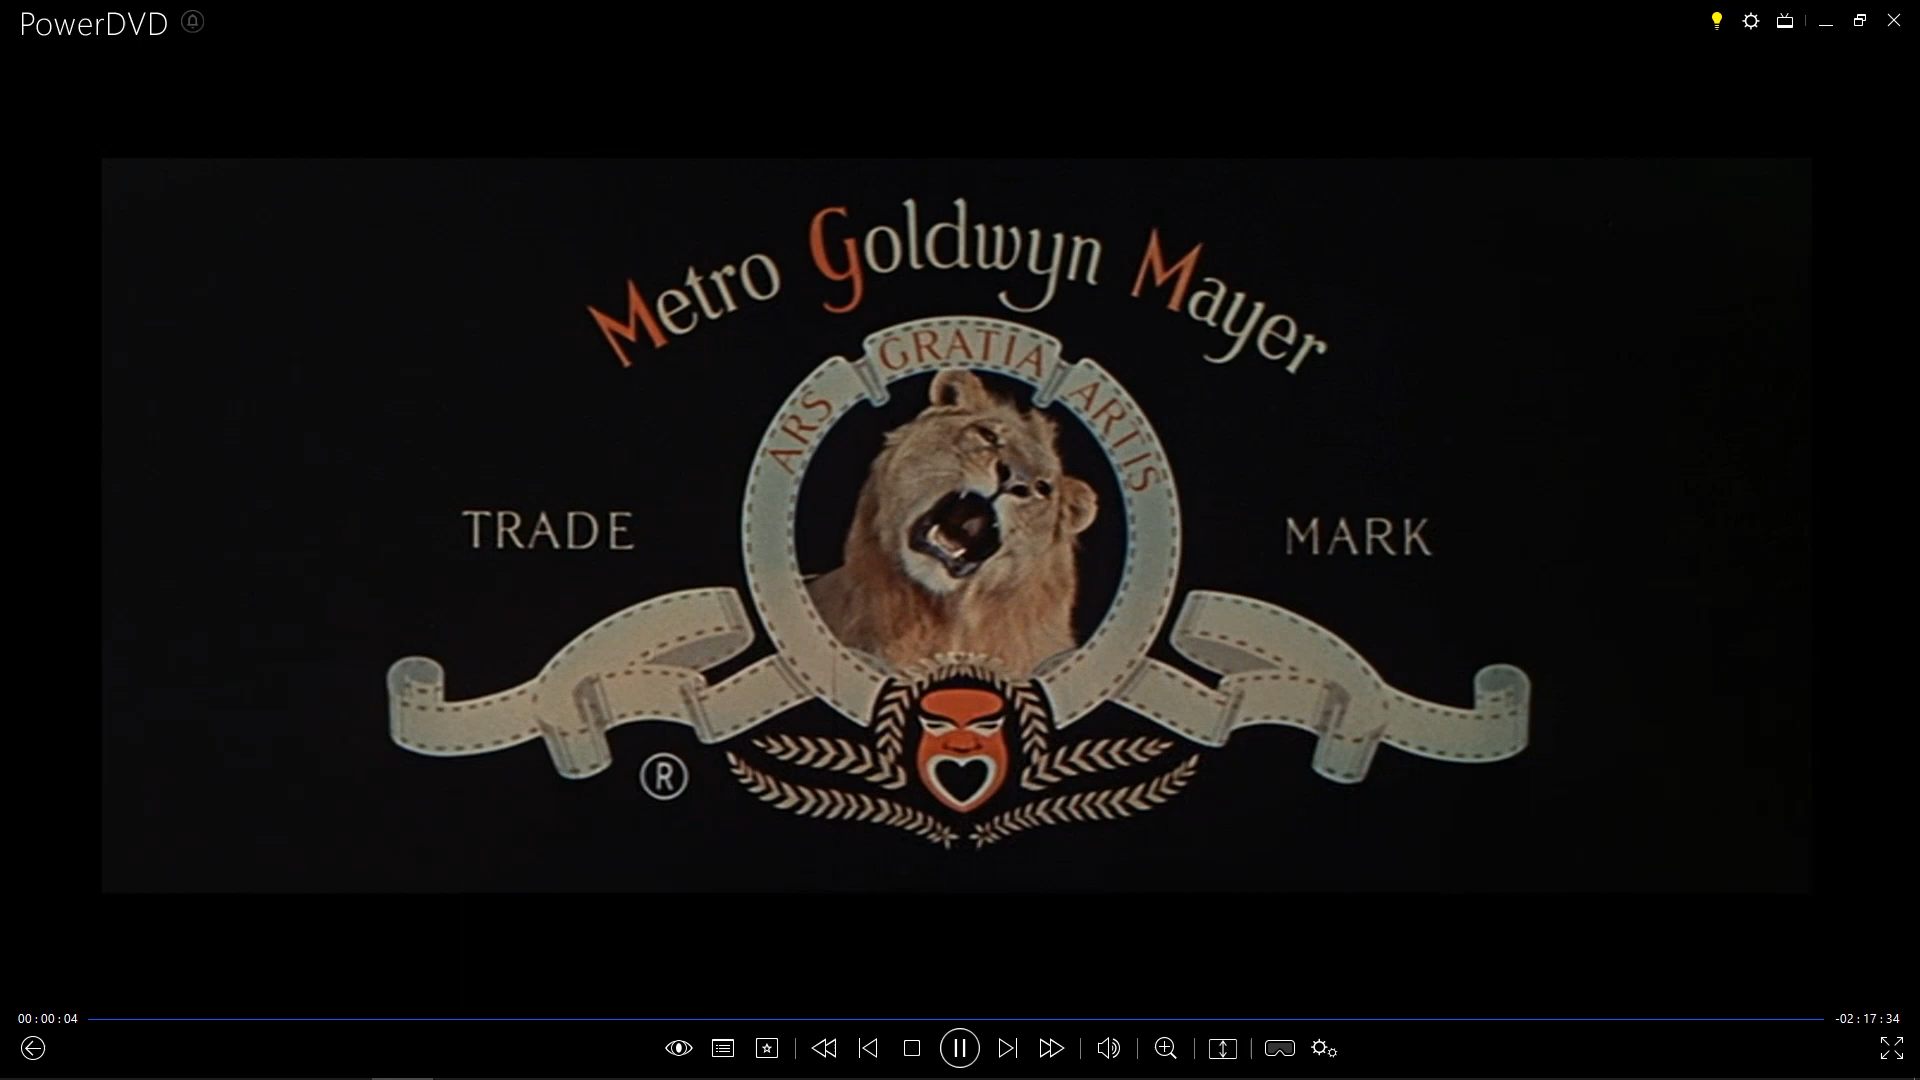 PowerDVD
Metro Goldwyn Mayer
ARS GRATIA ARTIS
TRADE MARK
®
00:00:04
-02:17:34